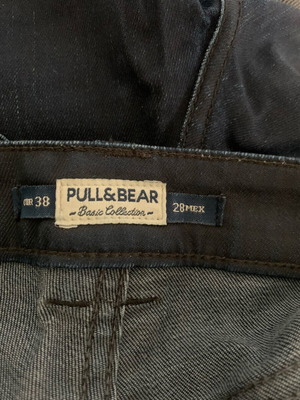 EUR 38
PULL&BEAR
~ Basic Collection ~
28MEX